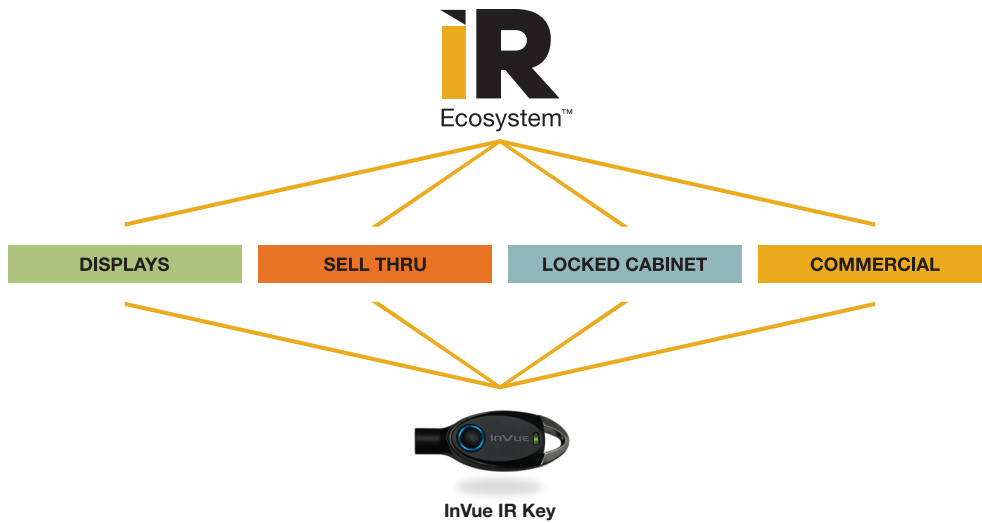 iR
Ecosystem™
DISPLAYS
SELL THRU
LOCKED CABINET
COMMERCIAL
InVue
InVue IR Key